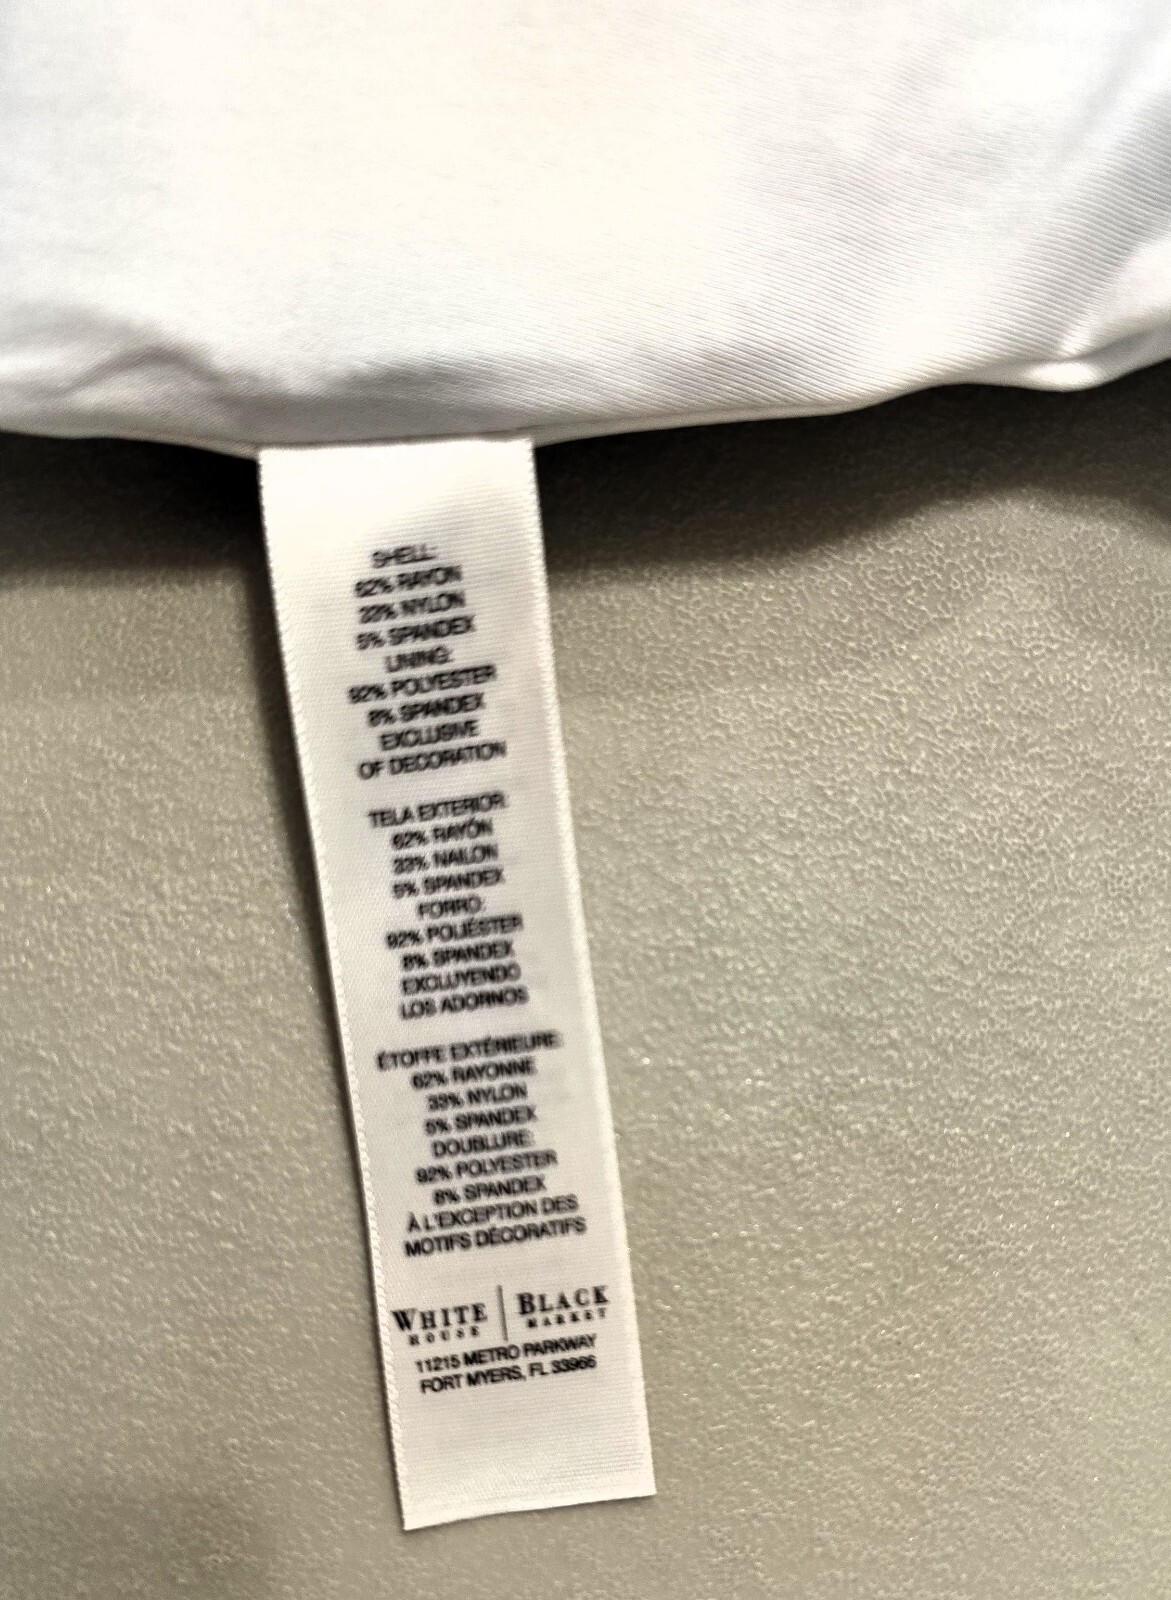 SHELL:
62% RAYON
33% NYLON
5% SPANDEX
LINING:
92% POLYESTER
8% SPANDEX
EXCLUSIVE
OF DECORATION
TELA EXTERIOR:
62% RAYÓN
33% NAILON
5% SPANDEX
FORRO:
92% POLIÉSTER
8% SPANDEX
EXCLUYENDO
LOS ADORNOS
ÉTOFFE EXTÉRIEURE:
62% RAYONNE
33% NYLON
5% SPANDEX
DOUBLURE:
92% POLYESTER
8% SPANDEX
À L'EXCEPTION DES
MOTIFS DÉCORATIFS
WHITE | BLACK
HOUSE MARKET
11215 METRO PARKWAY
FORT MYERS, FL 33966